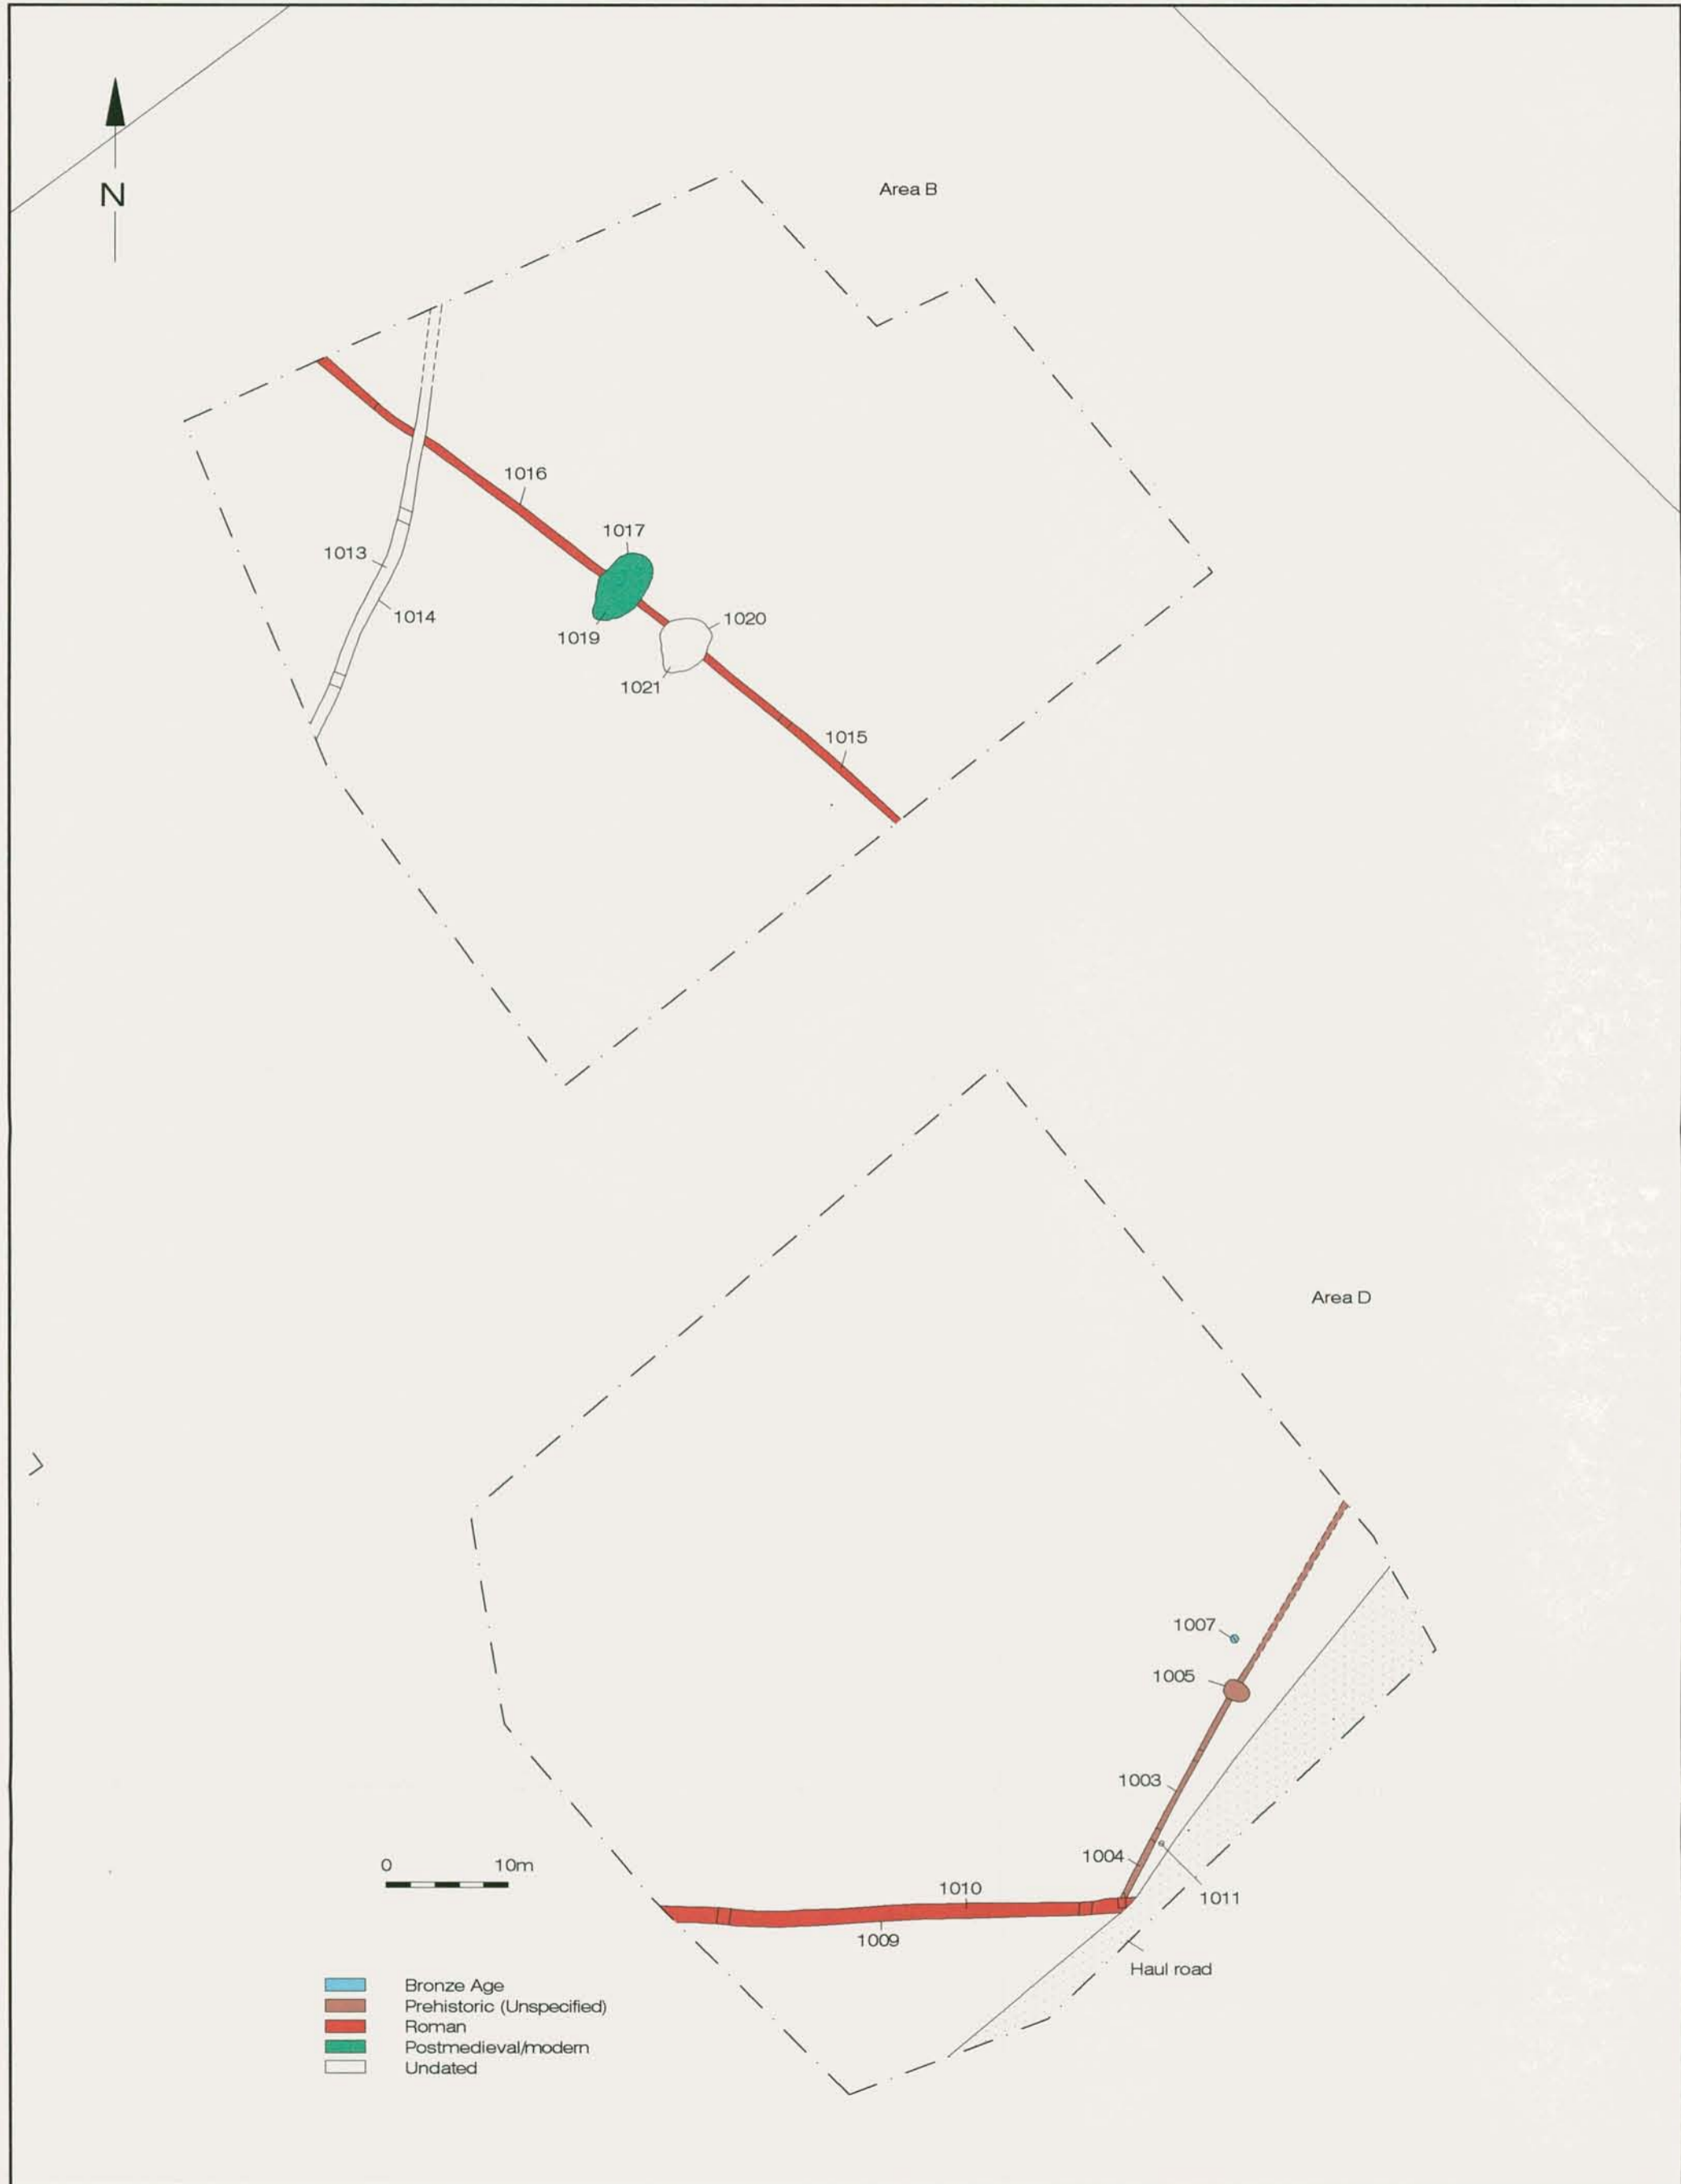 N
Area B
1016
1017
1013
1014
1020
1019
1021
1015
Area D
1007
1005
1003
1004
1011
1010
1009
Haul road
0 10m
Bronze Age
Prehistoric (Unspecified)
Roman
Postmedieval/modern
Undated